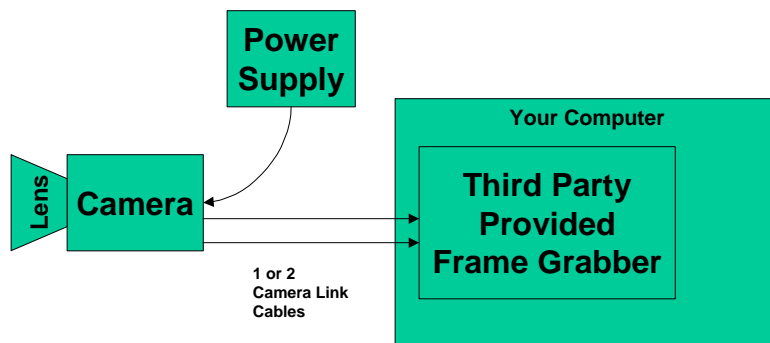 Power
Supply
Your Computer
Lens
Camera
Third Party
Provided
Frame Grabber
1 or 2
Camera Link
Cables